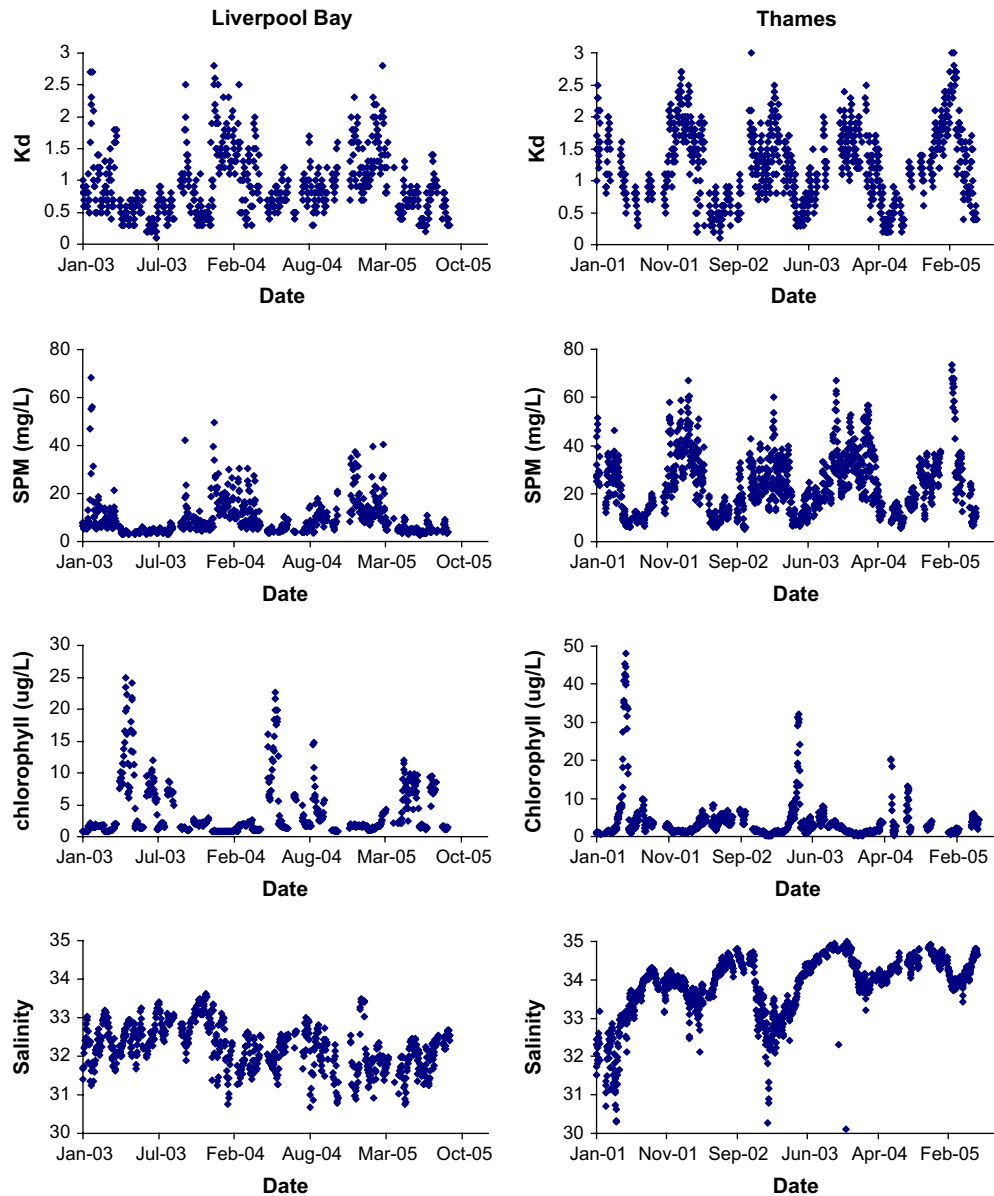 Liverpool Bay
Thames
3
2.5
2
1.5
1
0.5
0
Kd
Jan-03 Jul-03 Feb-04 Aug-04 Mar-05 Oct-05
Date
3
2.5
2
1.5
1
0.5
0
Kd
Jan-01 Nov-01 Sep-02 Jun-03 Apr-04 Feb-05
Date
80
60
40
20
0
SPM (mg/L)
Jan-03 Jul-03 Feb-04 Aug-04 Mar-05 Oct-05
Date
80
60
40
20
0
SPM (mg/L)
Jan-01 Nov-01 Sep-02 Jun-03 Apr-04 Feb-05
Date
30
25
20
15
10
5
0
chlorophyll (ug/L)
Jan-03 Jul-03 Feb-04 Aug-04 Mar-05 Oct-05
Date
50
40
30
20
10
0
Chlorophyll (ug/L)
Jan-01 Nov-01 Sep-02 Jun-03 Apr-04 Feb-05
Date
35
34
33
32
31
30
Salinity
Jan-03 Jul-03 Feb-04 Aug-04 Mar-05 Oct-05
Date
35
34
33
32
31
30
Salinity
Jan-01 Nov-01 Sep-02 Jun-03 Apr-04 Feb-05
Date